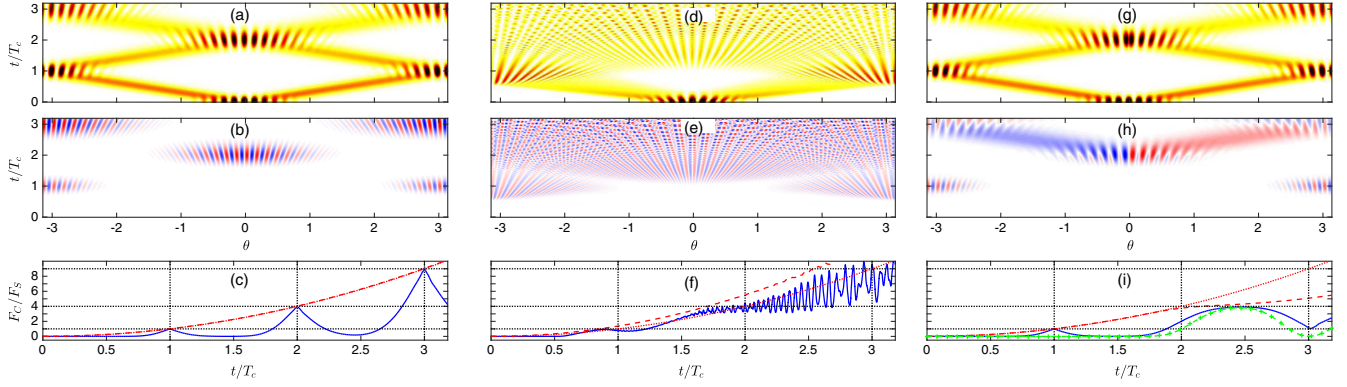 (a) (d) (g)
t/T_c
3
2
1
0
(b) (e) (h)
t/T_c
3
2
1
0
-3 -2 -1 0 1 2 3
-3 -2 -1 0 1 2 3
-3 -2 -1 0 1 2 3
θ θ θ
(c) (f) (i)
F_C/F_S
8
6
4
2
0
0 0.5 1 1.5 2 2.5 3
0 0.5 1 1.5 2 2.5 3
0 0.5 1 1.5 2 2.5 3
t/T_c t/T_c t/T_c